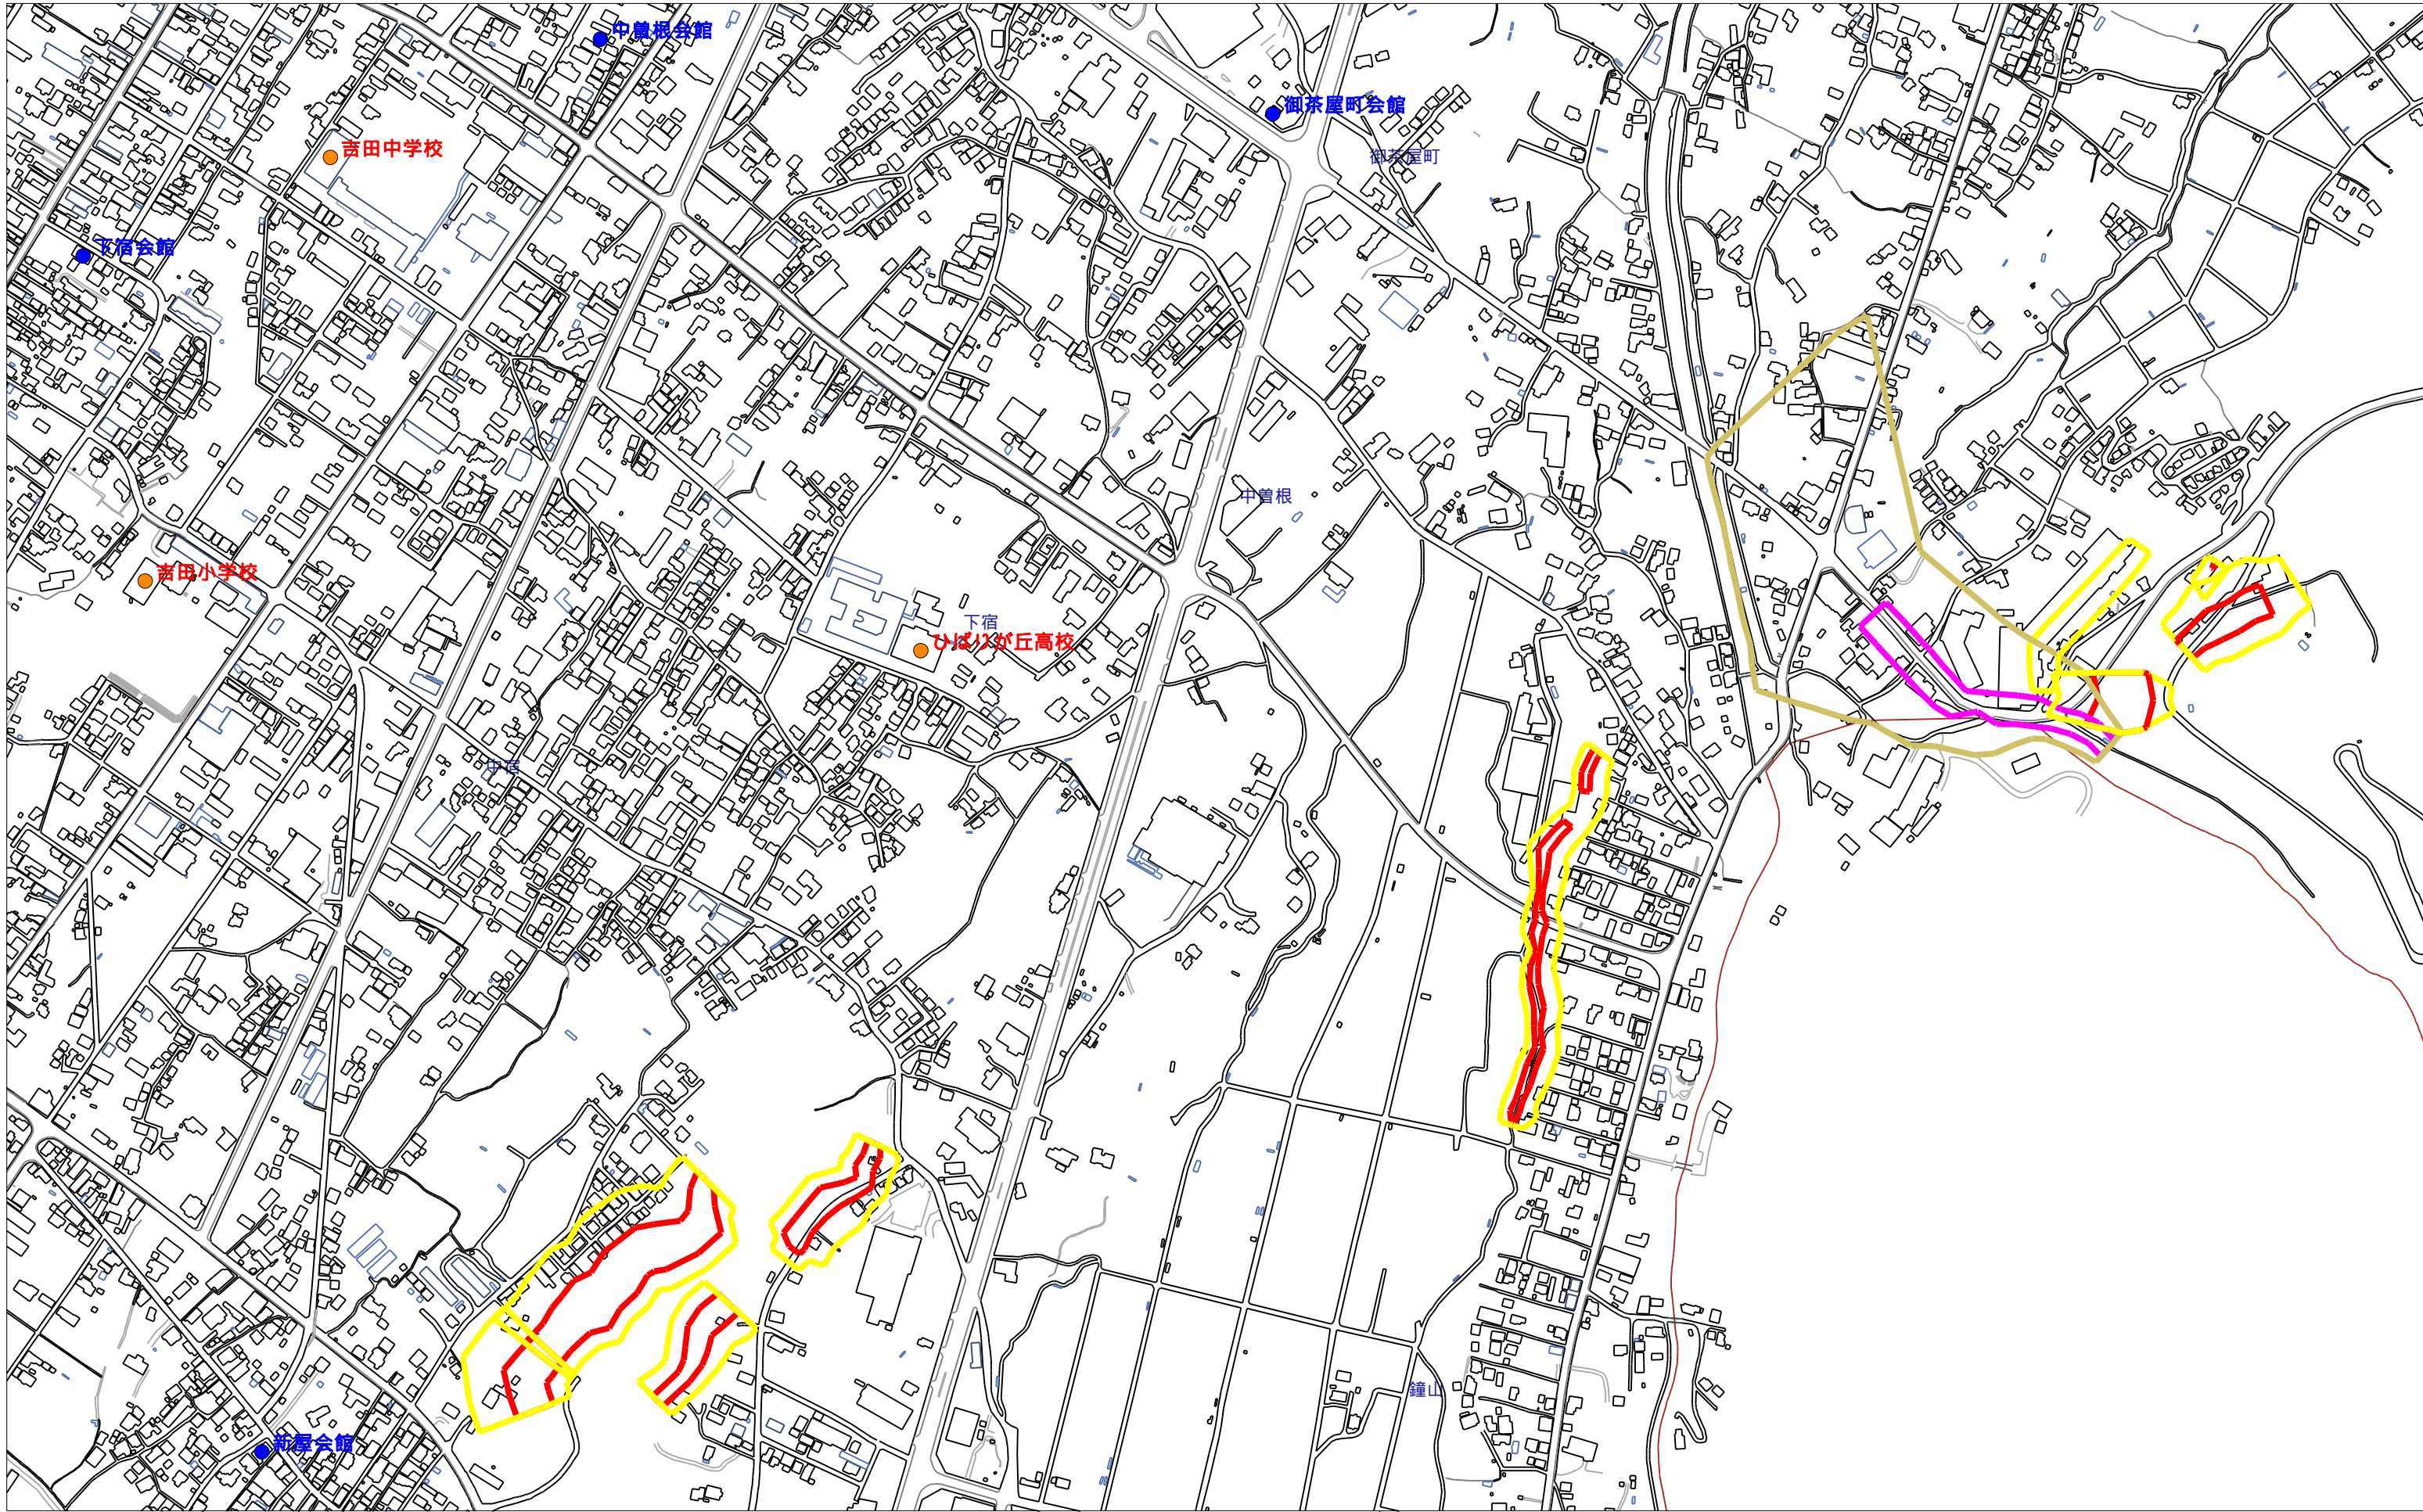 中曽根会館
御茶屋町会館
吉田中学校
御茶屋町
下宿会館
中曽根
吉田小学校
下宿
ひばりが丘高校
中宿
鐘山
新屋会館